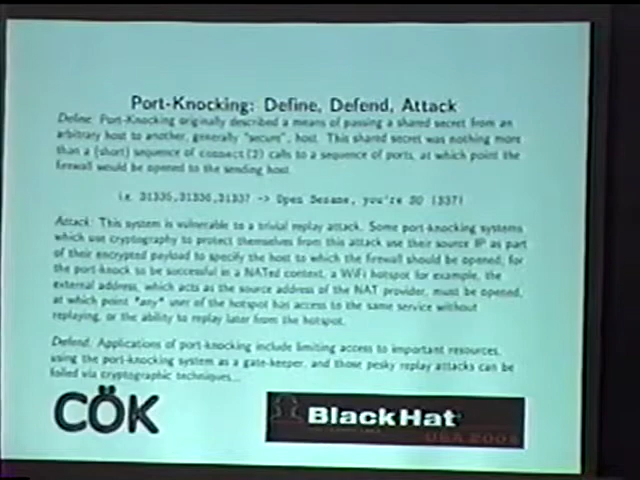 Port-Knocking: Define, Defend, Attack
Define: Port-Knocking originally described a means of passing a shared secret from an
arbitrary host to another, generally "secure", host. This shared secret was nothing more
than a (short) sequence of connect(2) calls to a sequence of ports, at which point the
firewall would be opened to the sending host.
i.e. 31335,31336,31337 -> Open Sesame, you're SO 1337!
Attack: This system is vulnerable to a trivial replay attack. Some port-knocking systems
which use cryptography to protect themselves from this attack use their source IP as part
of their encrypted payload to specify the host to which the firewall should be opened; for
the port-knock to be successful in a NATed context, a WiFi hotspot for example, the
external address, which acts as the source address of the NAT provider, must be opened,
at which point *any* user of the hotspot has access to the same service without
replaying, or the ability to replay later from the hotspot.
Defend: Applications of port-knocking include limiting access to important resources,
using the port-knocking system as a gate-keeper, and those pesky replay attacks can be
foiled via cryptographic techniques...
CÖK
BlackHat
USA